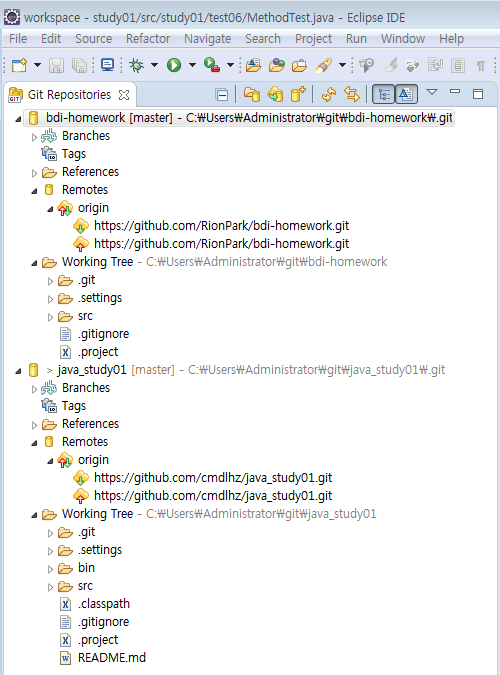 workspace - study01/src/study01/test06/MethodTest.java - Eclipse IDE
File Edit Source Refactor Navigate Search Project Run Window Help
GIT Git Repositories
bdi-homework [master] - C:₩Users₩Administrator₩git₩bdi-homework₩.git
Branches
Tags
References
Remotes
origin
https://github.com/RionPark/bdi-homework.git
https://github.com/RionPark/bdi-homework.git
Working Tree - C:₩Users₩Administrator₩git₩bdi-homework
.git
.settings
src
.gitignore
.project
> java_study01 [master] - C:₩Users₩Administrator₩git₩java_study01₩.git
Branches
Tags
References
Remotes
origin
https://github.com/cmdlhz/java_study01.git
https://github.com/cmdlhz/java_study01.git
Working Tree - C:₩Users₩Administrator₩git₩java_study01
.git
.settings
bin
src
.classpath
.gitignore
.project
README.md